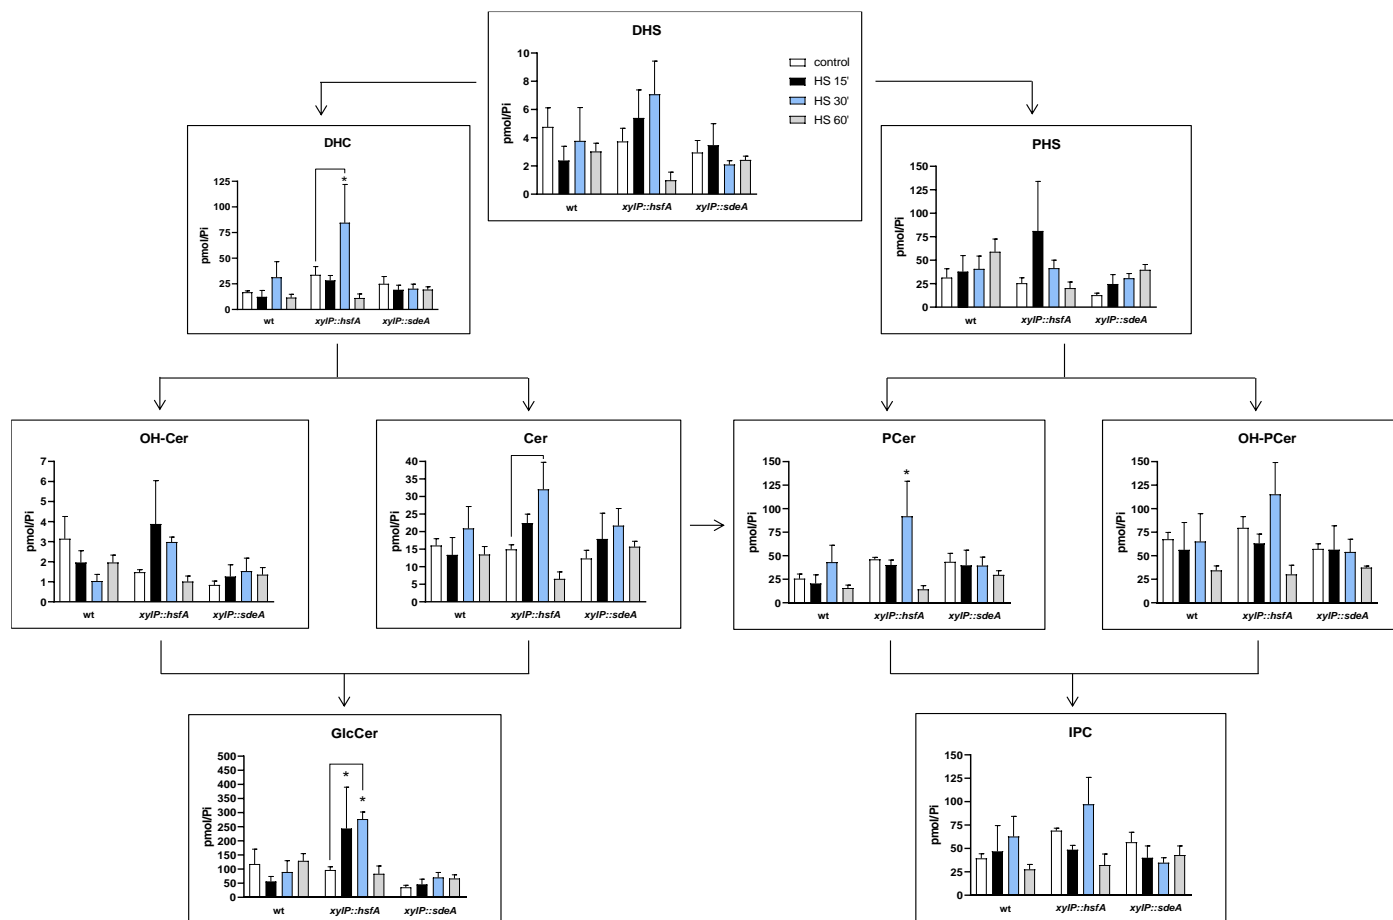 DHS
10
8
6
4
2
0
pmol/Pi
wt
xylP::hsfA
xylP::sdeA
control
HS 15'
HS 30'
HS 60'
DHC
125
100
75
50
25
0
pmol/Pi
*
wt
xylP::hsfA
xylP::sdeA
PHS
150
125
100
75
50
25
0
pmol/Pi
wt
xylP::hsfA
xylP::sdeA
OH-Cer
7
6
5
4
3
2
1
0
pmol/Pi
wt
xylP::hsfA
xylP::sdeA
Cer
40
35
30
25
20
15
10
5
0
pmol/Pi
wt
xylP::hsfA
xylP::sdeA
PCer
150
125
100
75
50
25
0
pmol/Pi
*
wt
xylP::hsfA
xylP::sdeA
OH-PCer
150
125
100
75
50
25
0
pmol/Pi
wt
xylP::hsfA
xylP::sdeA
GlcCer
500
450
400
350
300
250
200
150
100
50
0
pmol/Pi
*
*
wt
xylP::hsfA
xylP::sdeA
IPC
150
125
100
75
50
25
0
pmol/Pi
wt
xylP::hsfA
xylP::sdeA